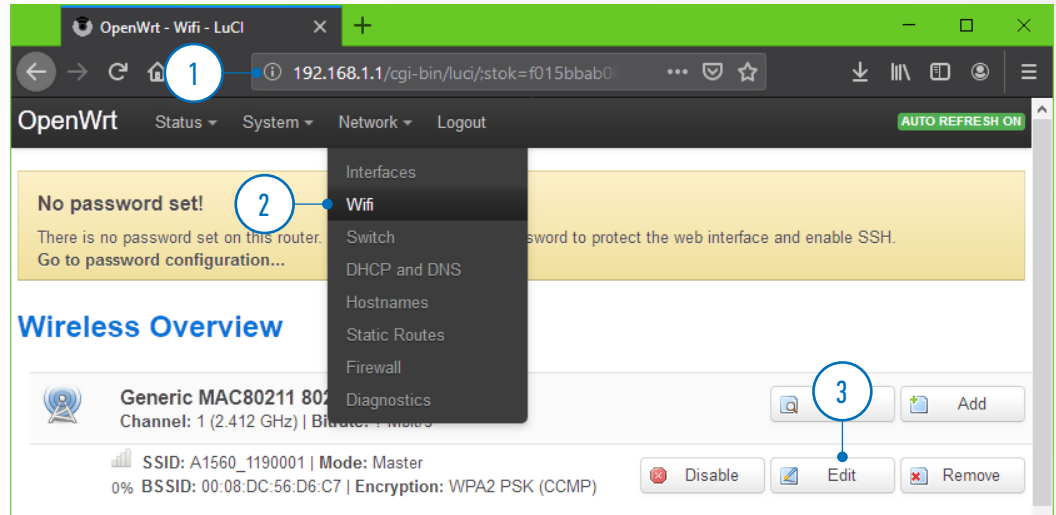 OpenWrt - Wifi - LuCI
1
192.168.1.1/cgi-bin/luci/;stok=f015bbab0
OpenWrt Status System Network Logout AUTO REFRESH ON
Interfaces
No password set!
2
Wifi
There is no password set on this router. sword to protect the web interface and enable SSH.
Switch
Go to password configuration...
DHCP and DNS
Hostnames
Wireless Overview
Static Routes
Firewall
Diagnostics
Generic MAC80211 802
3
Add
Channel: 1 (2.412 GHz) |
SSID: A1560_1190001 | Mode: Master
Disable Edit Remove
0% BSSID: 00:08:DC:56:D6:C7 | Encryption: WPA2 PSK (CCMP)